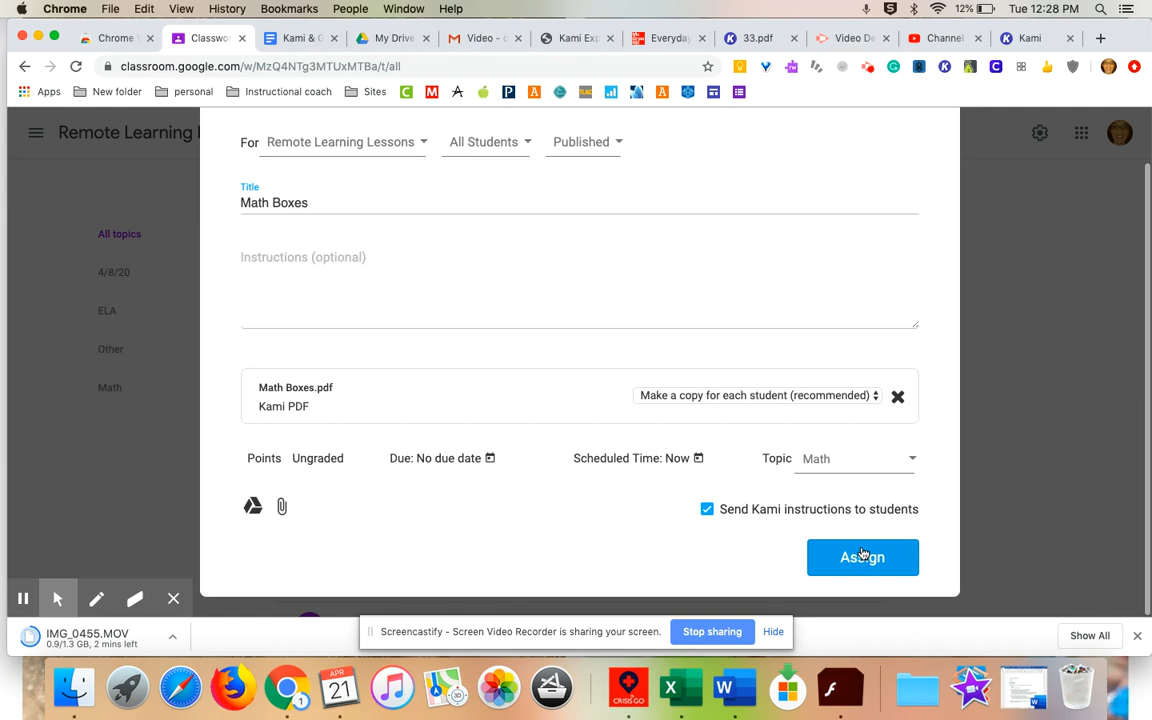 Chrome File Edit View History Bookmarks People Window Help 12% Tue 12:28 PM
Chrome Classwo Kami & G My Drive Video - d Kami Exp Everyday 33.pdf Video De Channel Kami
classroom.google.com/w/MzQ4NTg3MTUxMTBa/t/all
Apps New folder personal Instructional coach Sites
Remote Learning
For Remote Learning Lessons All Students Published
Title
Math Boxes
All topics
Instructions (optional)
4/8/20
ELA
Other
Math
Math Boxes.pdf
Kami PDF
Make a copy for each student (recommended)
Points Ungraded Due: No due date Scheduled Time: Now Topic Math
Send Kami instructions to students
Assign
IMG_0455.MOV
0.9/1.3 GB, 2 mins left
Screencastify - Screen Video Recorder is sharing your screen. Stop sharing Hide
Show All
APR
21
CRISISGO